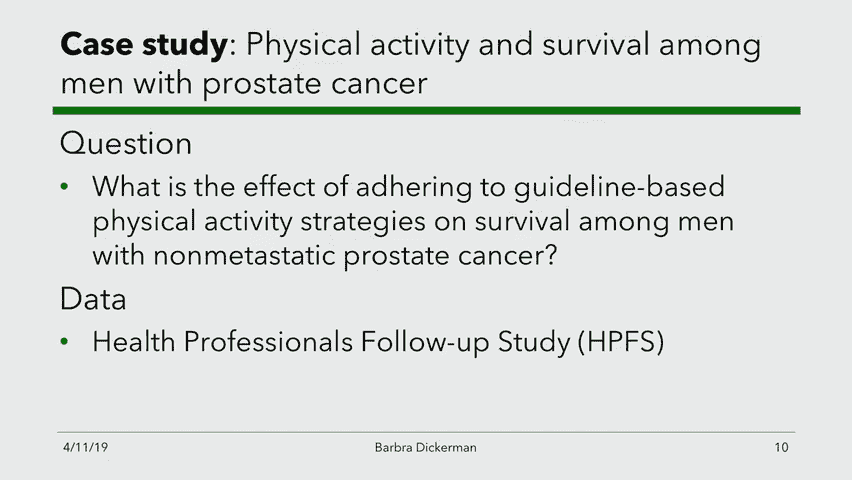 Case study: Physical activity and survival among
men with prostate cancer
Question
• What is the effect of adhering to guideline-based
physical activity strategies on survival among men
with nonmetastatic prostate cancer?
Data
• Health Professionals Follow-up Study (HPFS)
4/11/19 Barbra Dickerman 10